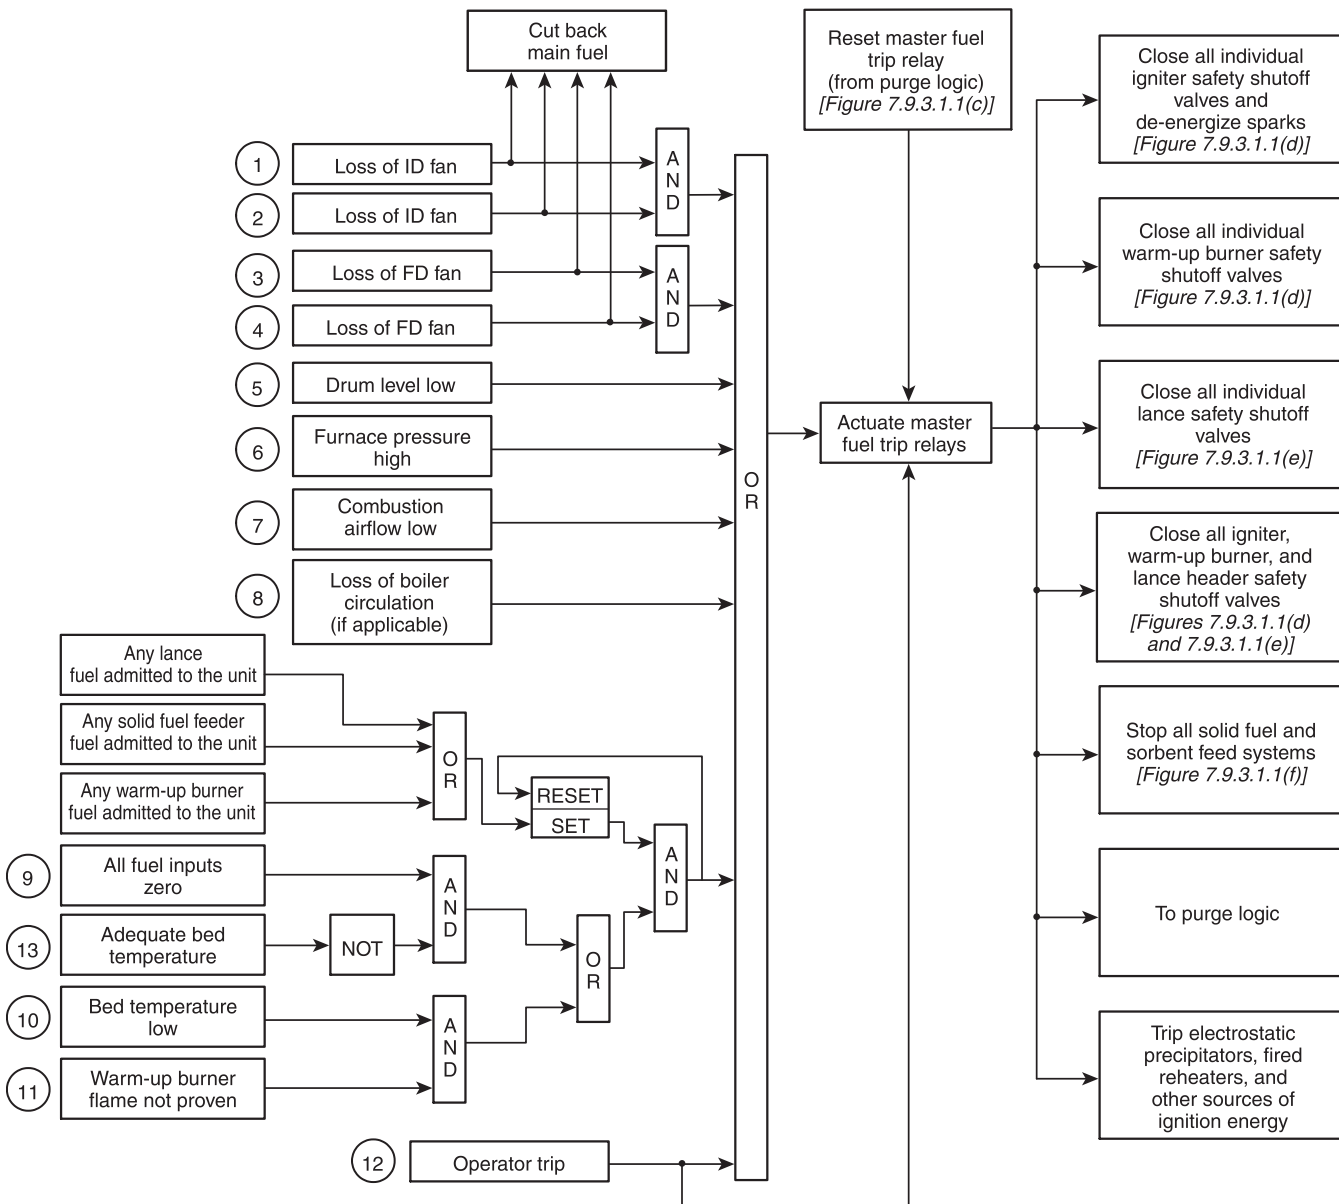 Cut back
main fuel
Reset master fuel
trip relay
(from purge logic)
[Figure 7.9.3.1.1(c)]
Close all individual
igniter safety shutoff
valves and
de-energize sparks
[Figure 7.9.3.1.1(d)]
1
Loss of ID fan
2
Loss of ID fan
A
N
D
3
Loss of FD fan
4
Loss of FD fan
A
N
D
Close all individual
warm-up burner safety
shutoff valves
[Figure 7.9.3.1.1(d)]
5
Drum level low
6
Furnace pressure
high
7
Combustion
airflow low
8
Loss of boiler
circulation
(if applicable)
O
R
Actuate master
fuel trip relays
Close all individual
lance safety shutoff
valves
[Figure 7.9.3.1.1(e)]
Close all igniter,
warm-up burner, and
lance header safety
shutoff valves
[Figures 7.9.3.1.1(d)
and 7.9.3.1.1(e)]
Any lance
fuel admitted to the unit
Any solid fuel feeder
fuel admitted to the unit
Any warm-up burner
fuel admitted to the unit
O
R
RESET
SET
A
N
D
Stop all solid fuel and
sorbent feed systems
[Figure 7.9.3.1.1(f)]
9
All fuel inputs
zero
13
Adequate bed
temperature
NOT
A
N
D
O
R
To purge logic
10
Bed temperature
low
11
Warm-up burner
flame not proven
A
N
D
Trip electrostatic
precipitators, fired
reheaters, and
other sources of
ignition energy
12
Operator trip